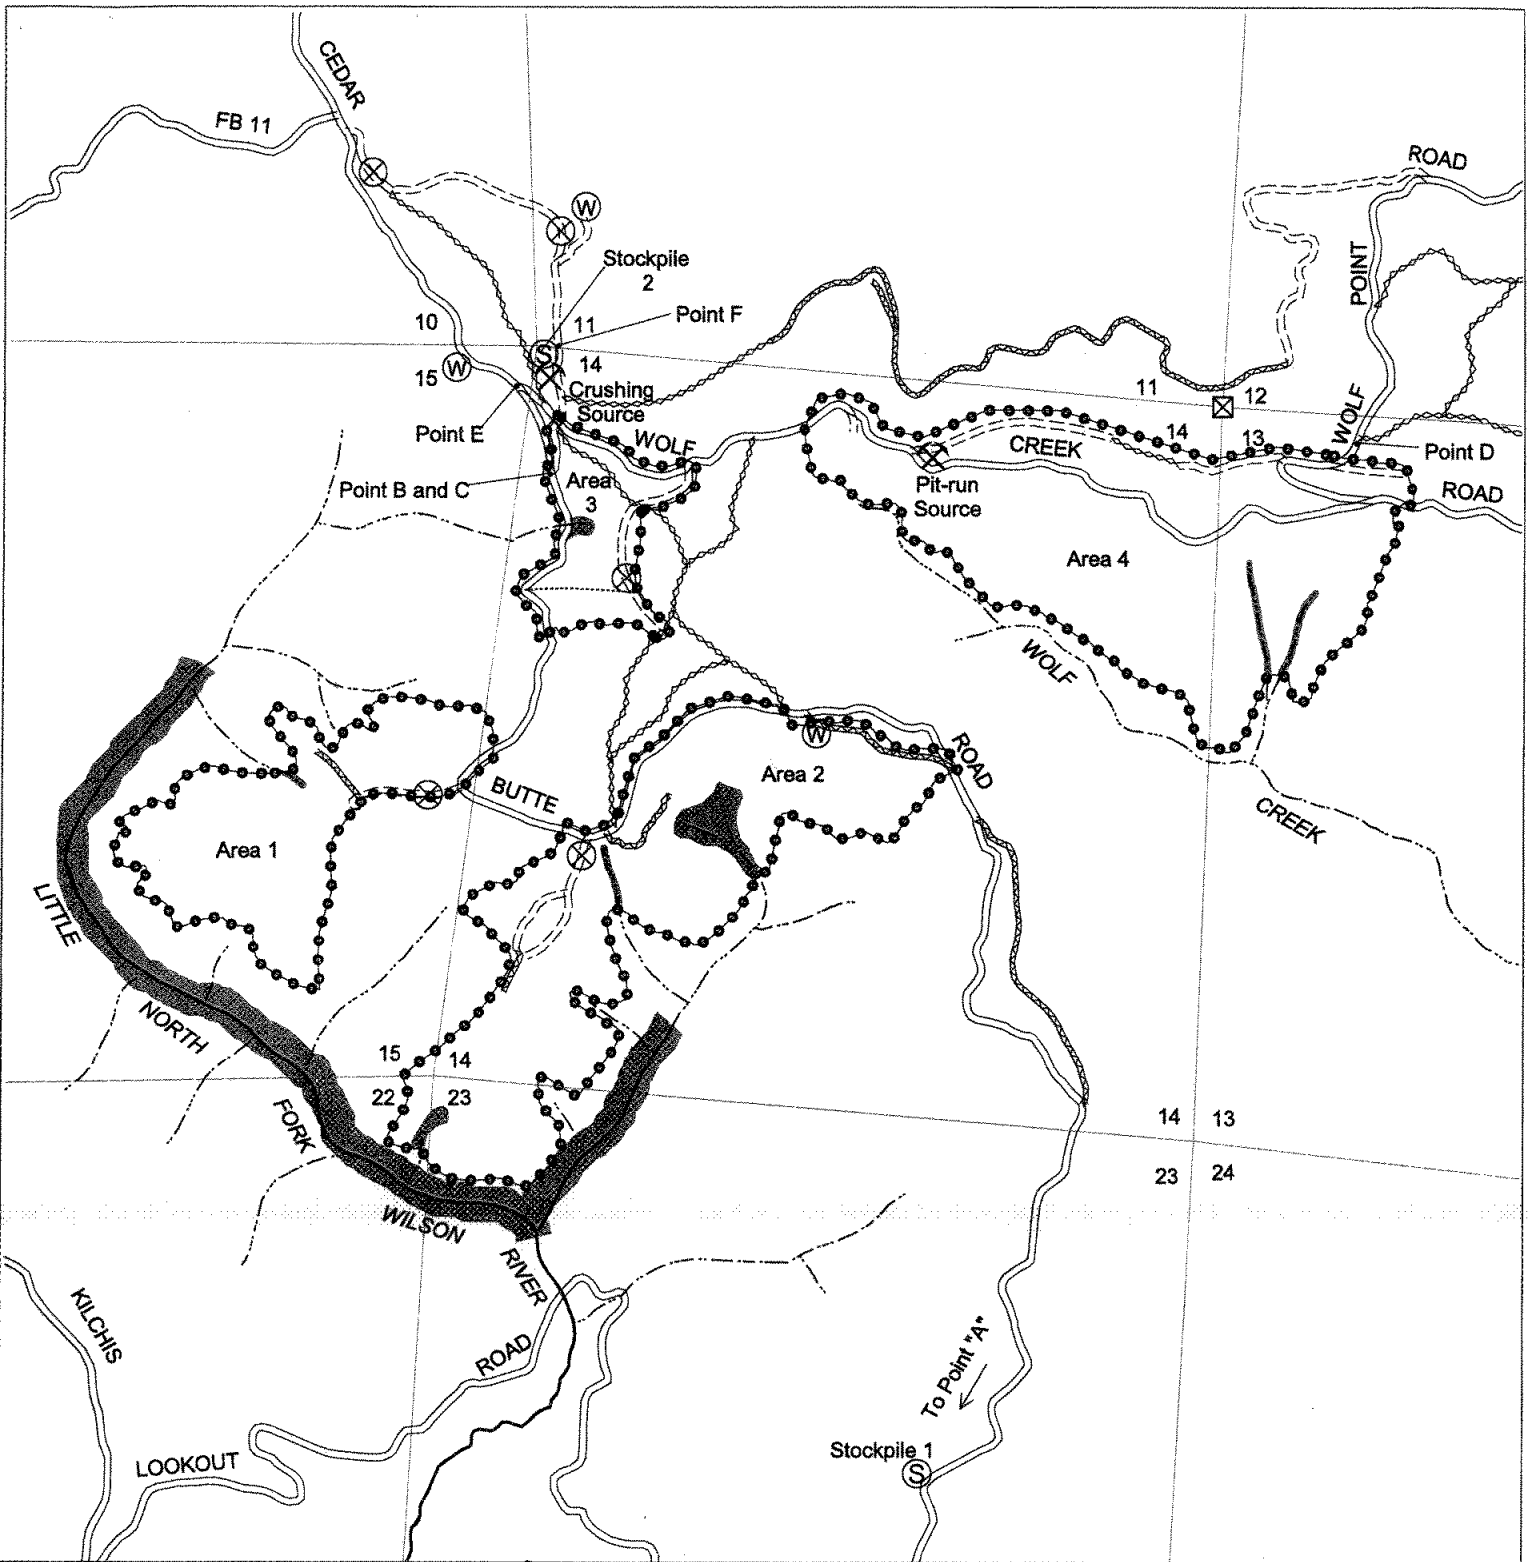 CEDAR
FB 11
ROAD
W
Stockpile
2
POINT
Point F
10
11
S
14
W
15
Crushing
Source
11
12
WOLF
Point E
WOLF
CREEK
14
13
Point D
Point B and C
Area
3
Pit-run
Source
ROAD
Area 4
WOLF
W
ROAD
Area 2
BUTTE
CREEK
Area 1
LITTLE
NORTH
15
14
22
23
FORK
14
13
23
24
WILSON
RIVER
KILCHIS
ROAD
To Point "A"
Stockpile 1
S
LOOKOUT